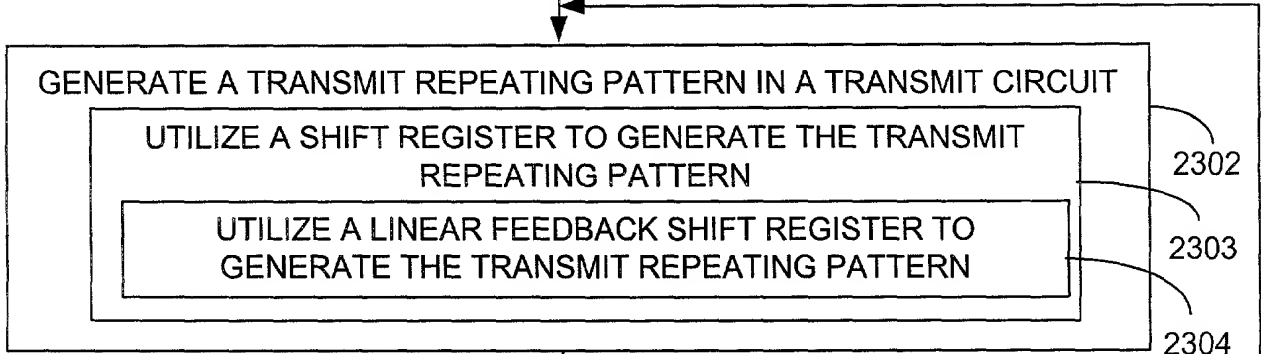 GENERATE A TRANSMIT REPEATING PATTERN IN A TRANSMIT CIRCUIT
UTILIZE A SHIFT REGISTER TO GENERATE THE TRANSMIT
REPEATING PATTERN
2302
UTILIZE A LINEAR FEEDBACK SHIFT REGISTER TO
GENERATE THE TRANSMIT REPEATING PATTERN
2303
2304